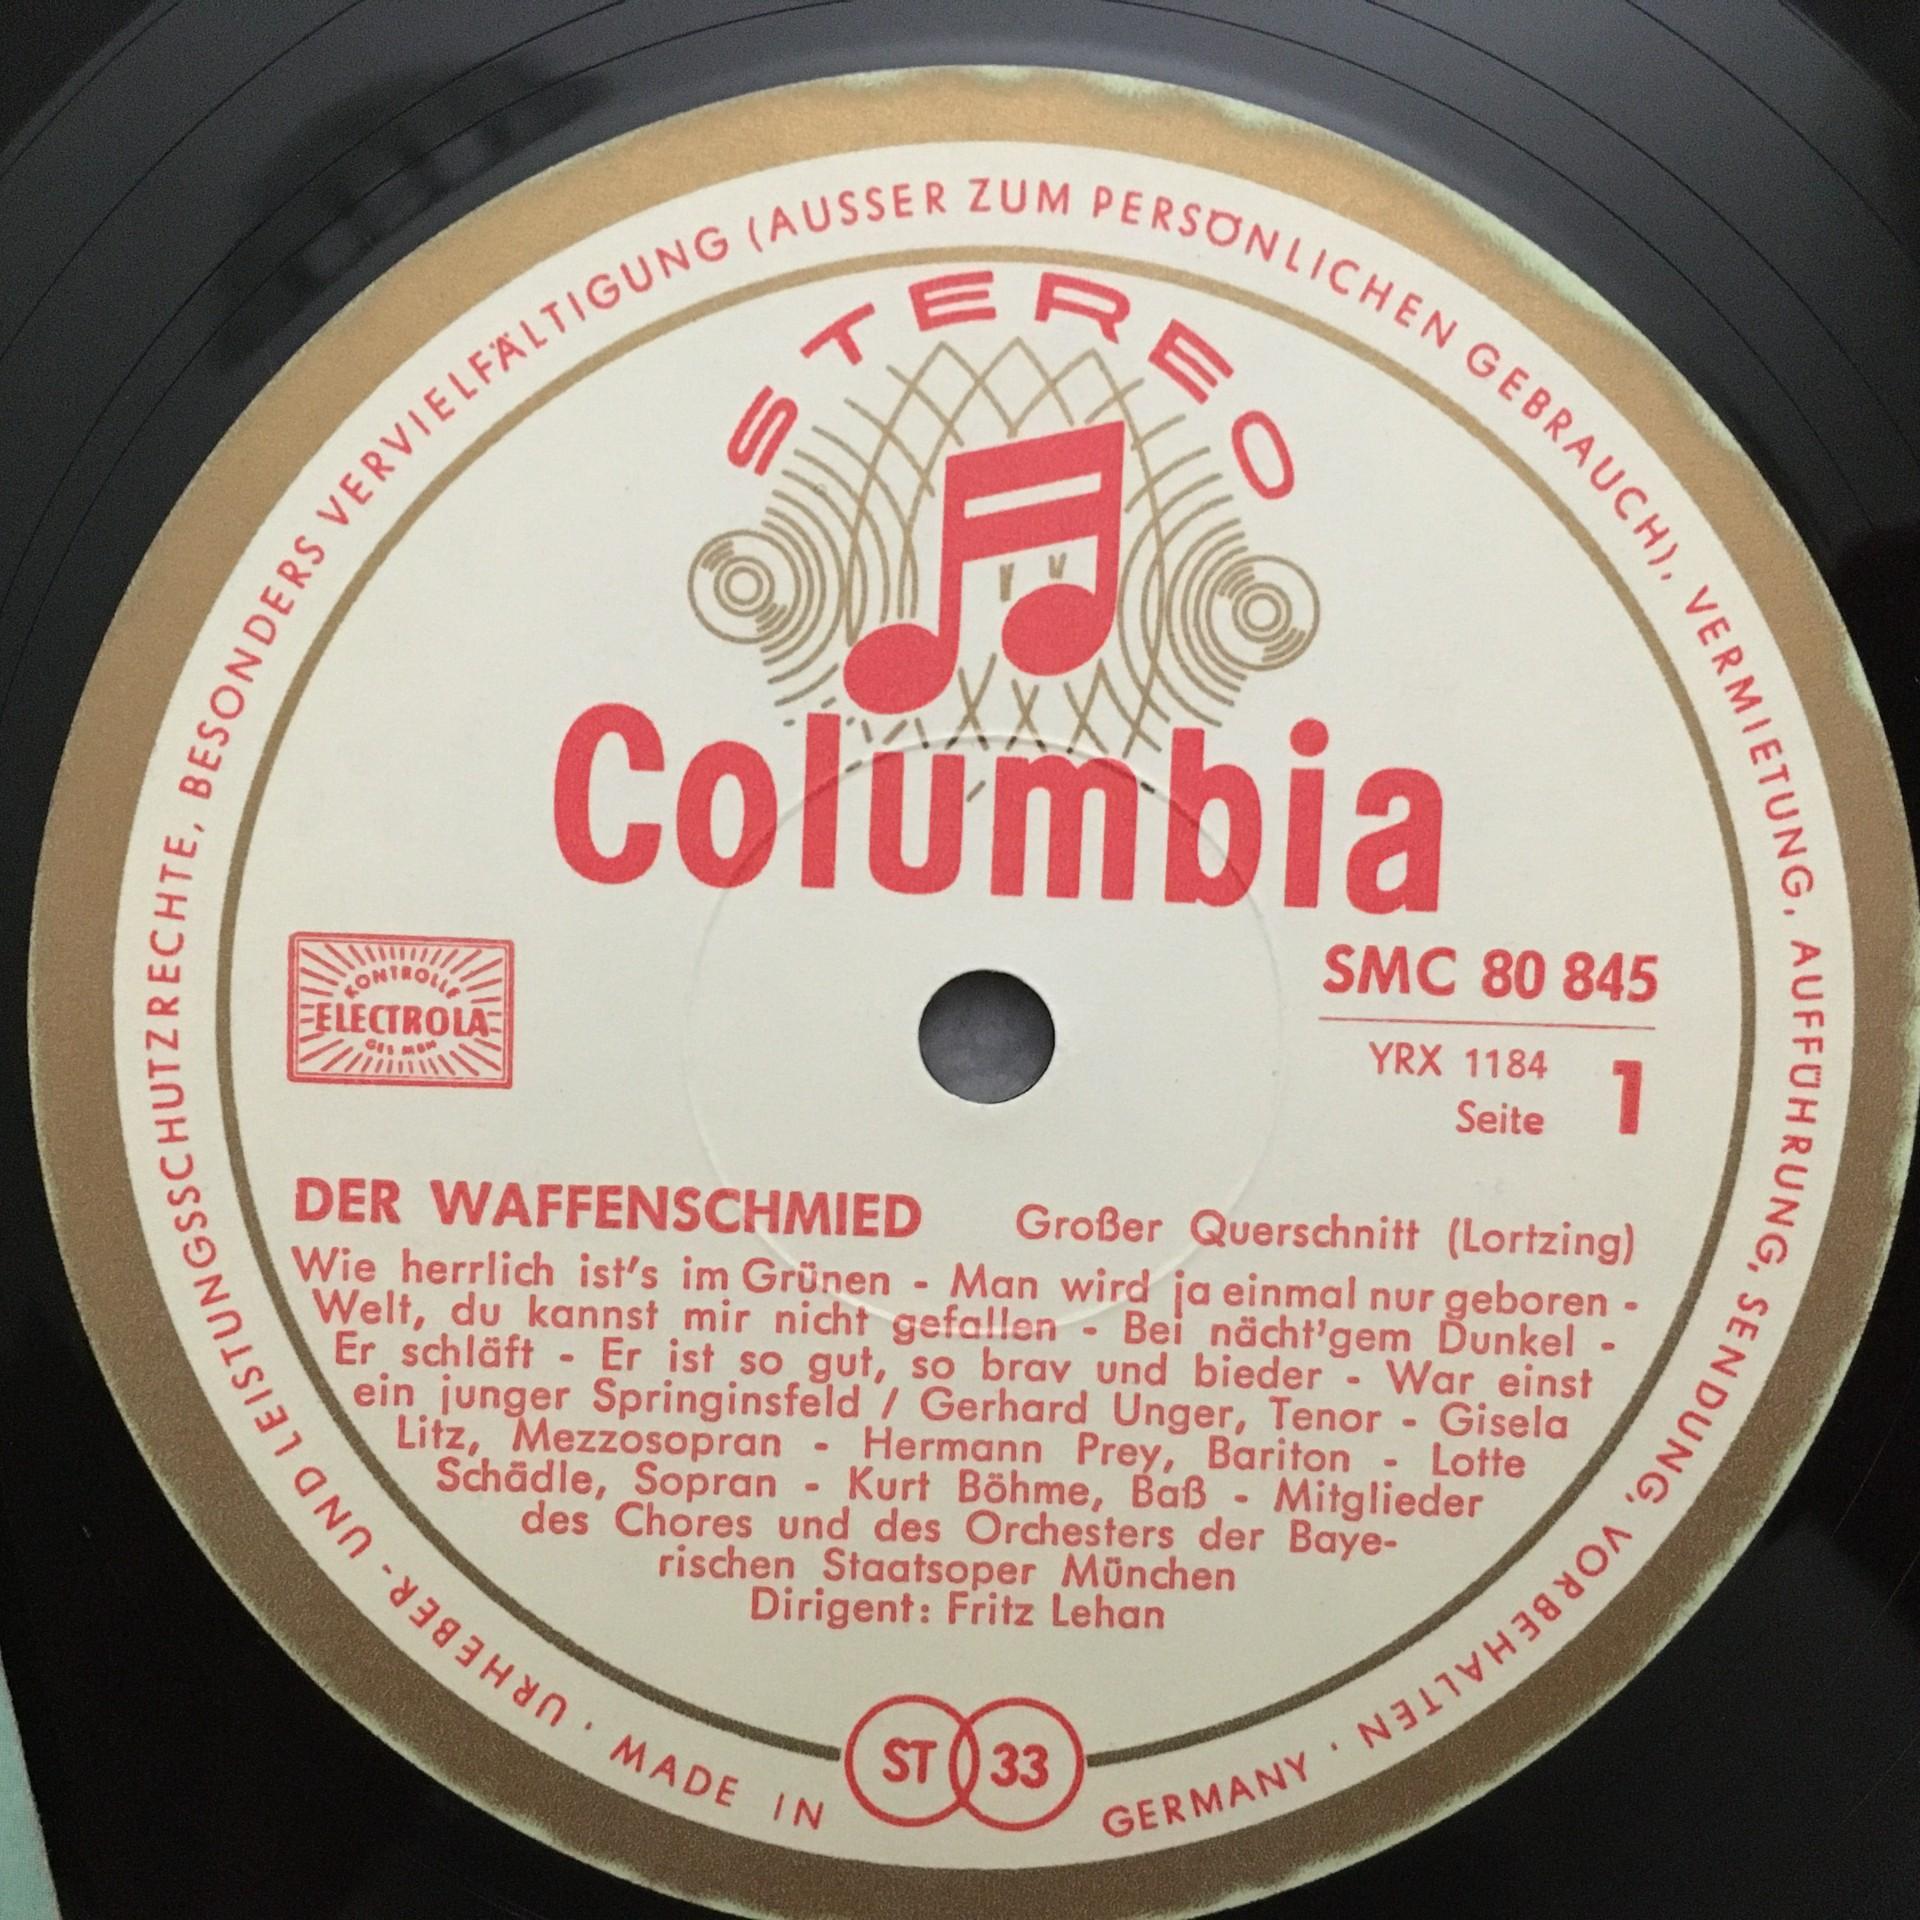 URHEBER- UND LEISTUNGSSCHUTZRECHTE, BESONDERS VERVIELFÄLTIGUNG (AUSSER ZUM PERSÖNLICHEN GEBRAUCH), VERMIETUNG, AUFFÜHRUNG, SENDUNG, VORBEHALTEN ·
STEREO
Columbia
KONTROLLE
ELECTROLA
GES MBH
SMC 80 845
YRX 1184
Seite 1
DER WAFFENSCHMIED Großer Querschnitt (Lortzing)
Wie herrlich ist's im Grünen - Man wird ja einmal nur geboren -
Welt, du kannst mir nicht gefallen - Bei nächt'gem Dunkel -
Er schläft - Er ist so gut, so brav und bieder - War einst
ein junger Springinsfeld / Gerhard Unger, Tenor - Gisela
Litz, Mezzosopran - Hermann Prey, Bariton - Lotte
Schädle, Sopran - Kurt Böhme, Baß - Mitglieder
des Chores und des Orchesters der Baye-
rischen Staatsoper München
Dirigent: Fritz Lehan
ST 33
· MADE IN GERMANY ·